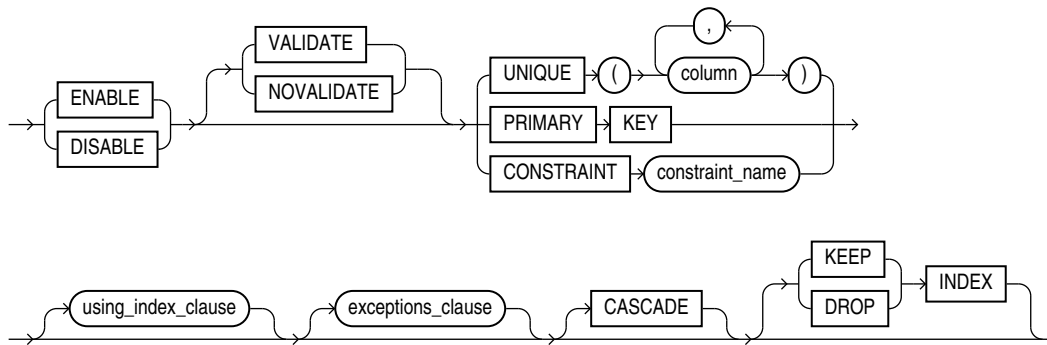 ENABLE
DISABLE
VALIDATE
NOVALIDATE
UNIQUE ( column , )
PRIMARY KEY
CONSTRAINT constraint_name
using_index_clause
exceptions_clause
CASCADE
KEEP
DROP
INDEX